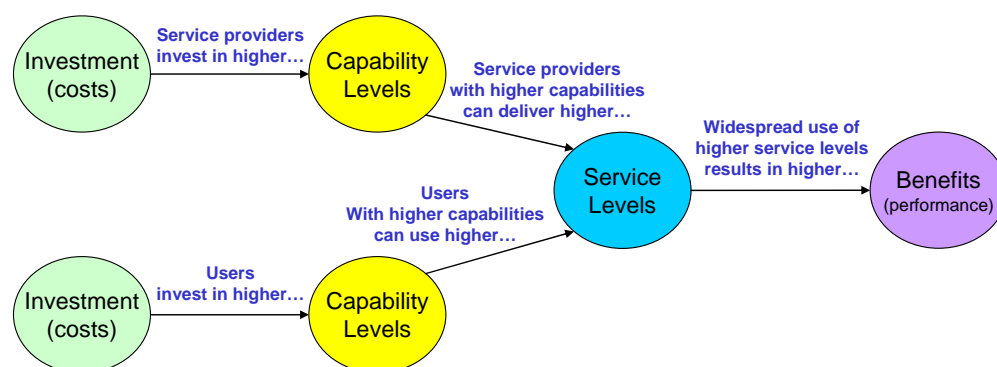 Investment
(costs)
Service providers
invest in higher…
Capability
Levels
Service providers
with higher capabilities
can deliver higher…
Service
Levels
Widespread use of
higher service levels
results in higher…
Benefits
(performance)
Users
With higher capabilities
can use higher…
Investment
(costs)
Users
invest in higher…
Capability
Levels